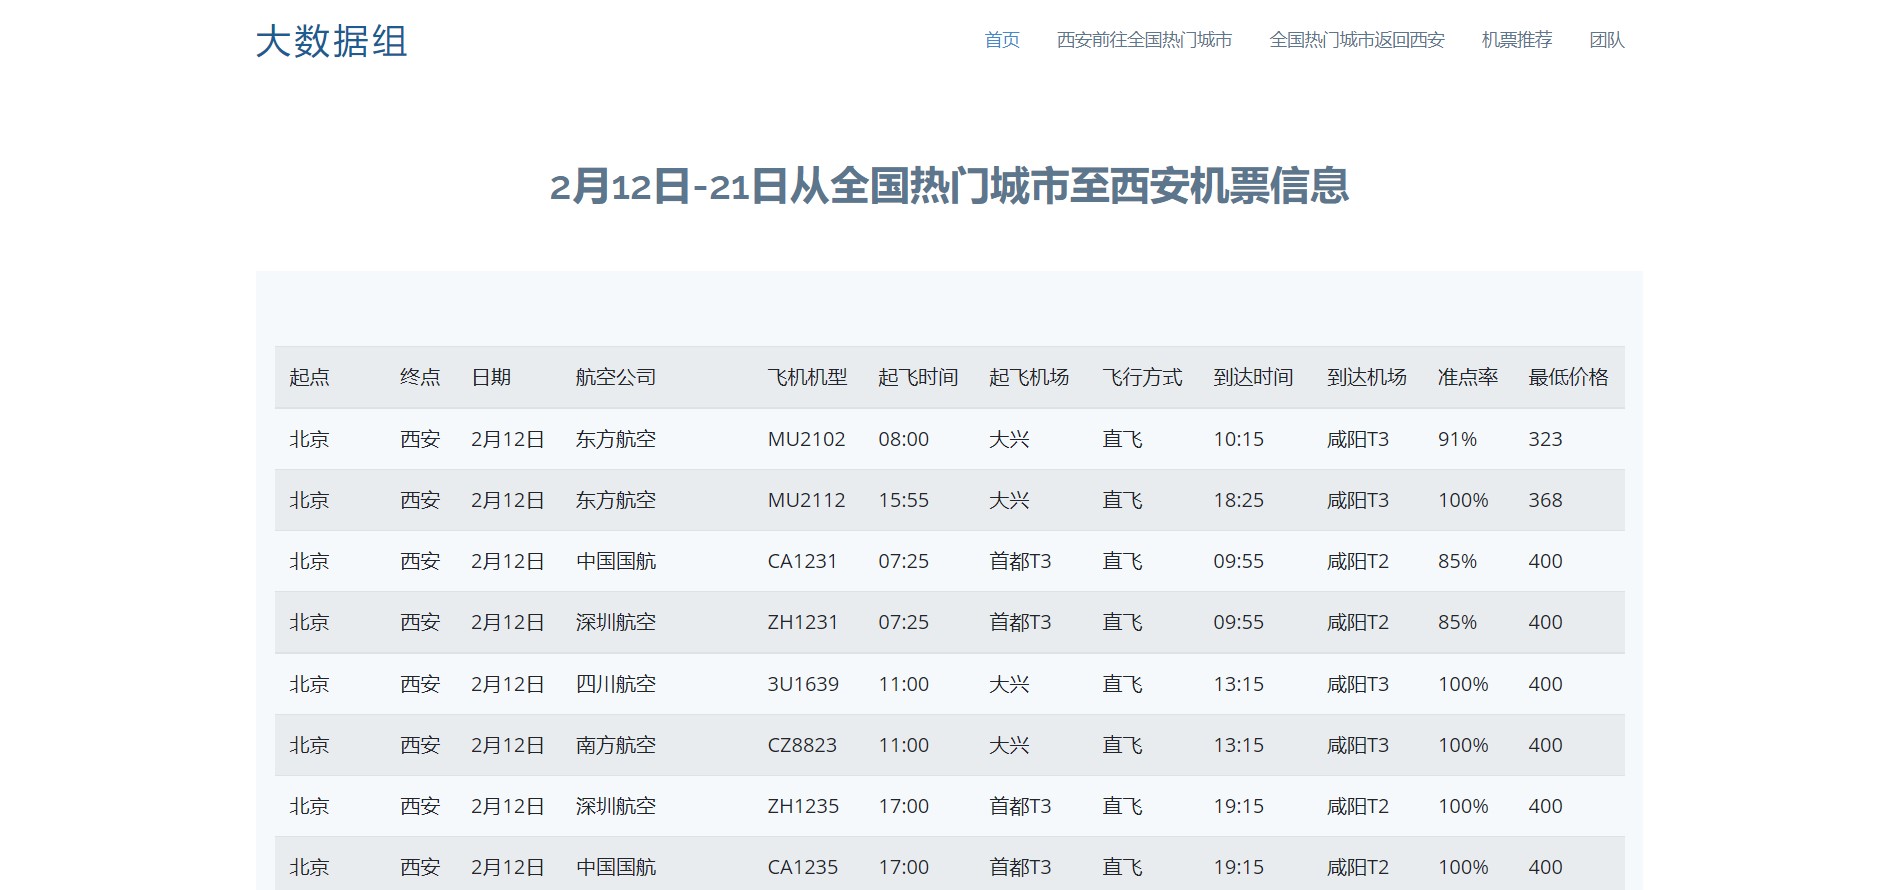 大数据组 首页 西安前往全国热门城市 全国热门城市返回西安 机票推荐 团队
2月12日-21日从全国热门城市至西安机票信息
起点 终点 日期 航空公司 飞机机型 起飞时间 起飞机场 飞行方式 到达时间 到达机场 准点率 最低价格
北京 西安 2月12日 东方航空 MU2102 08:00 大兴 直飞 10:15 咸阳T3 91% 323
北京 西安 2月12日 东方航空 MU2112 15:55 大兴 直飞 18:25 咸阳T3 100% 368
北京 西安 2月12日 中国国航 CA1231 07:25 首都T3 直飞 09:55 咸阳T2 85% 400
北京 西安 2月12日 深圳航空 ZH1231 07:25 首都T3 直飞 09:55 咸阳T2 85% 400
北京 西安 2月12日 四川航空 3U1639 11:00 大兴 直飞 13:15 咸阳T3 100% 400
北京 西安 2月12日 南方航空 CZ8823 11:00 大兴 直飞 13:15 咸阳T3 100% 400
北京 西安 2月12日 深圳航空 ZH1235 17:00 首都T3 直飞 19:15 咸阳T2 100% 400
北京 西安 2月12日 中国国航 CA1235 17:00 首都T3 直飞 19:15 咸阳T2 100% 400